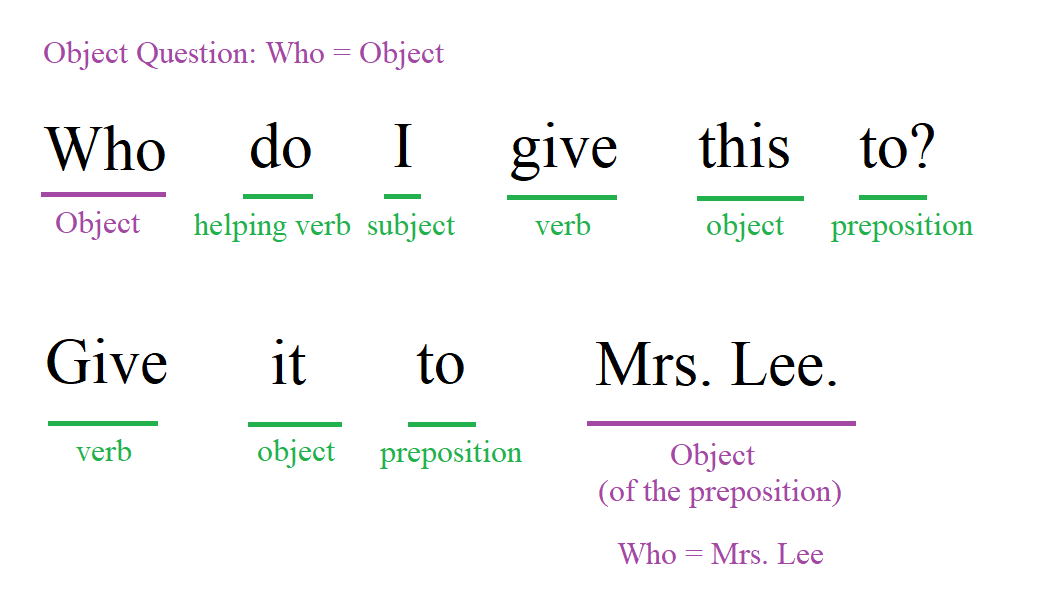 Object Question: Who = Object
Who do I give this to?
Object helping verb subject verb object preposition
Give it to Mrs. Lee.
verb object preposition Object
(of the preposition)
Who = Mrs. Lee